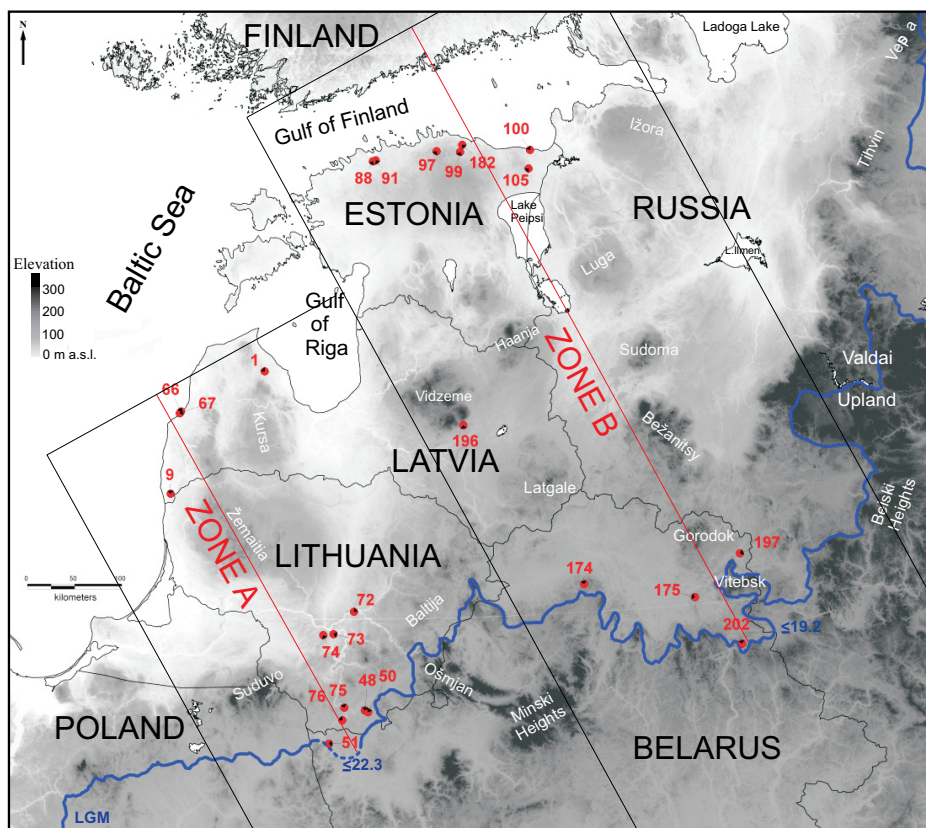 FINLAND
Ladoga Lake
Vepsa
N
Gulf of Finland
Ižora
Tihvin
100
88
91
97
99
182
105
Baltic Sea
ESTONIA
Lake
Peipsi
RUSSIA
L.Ilmen
Luga
Elevation
300
200
100
0 m a.s.l.
Gulf
of
Riga
ZONE B
Haanja
Sudoma
Valdai
Upland
1
66
67
Kursa
Vidzeme
196
Bežanitsy
LATVIA
Latgale
Belski
Heights
9
ZONE A
Žemaitia
LITHUANIA
Gorodok
197
0
50
100
kilometers
72
Baltija
174
175
Vitebsk
202
≤19.2
73
74
Suduvo
76
75
48
50
Ošmjan
Minski
Heights
POLAND
51
≤22.3
BELARUS
LGM